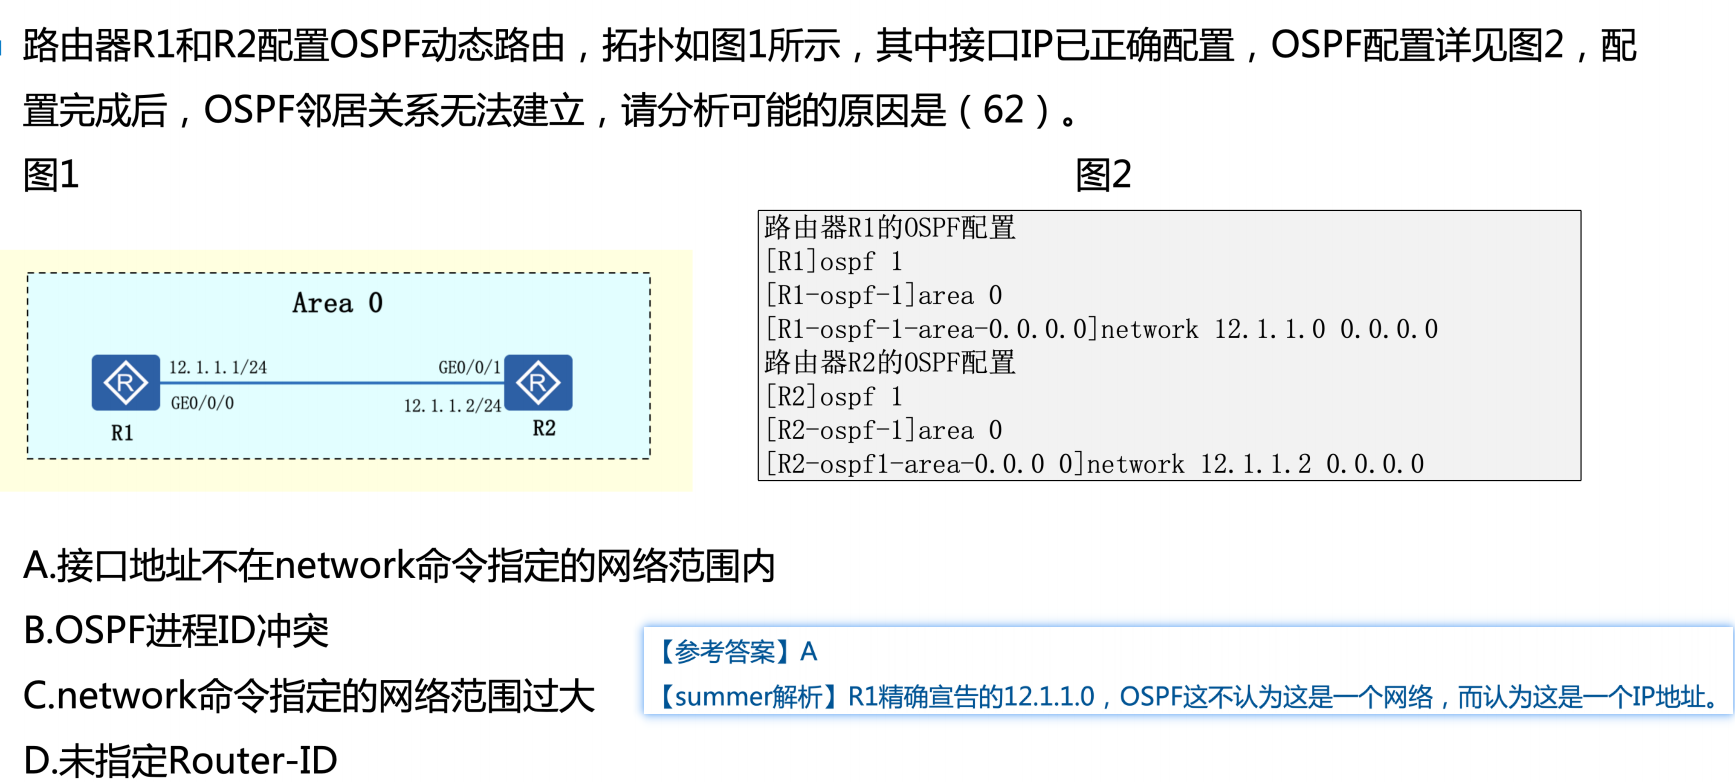 路由器R1和R2配置OSPF动态路由，拓扑如图1所示，其中接口IP已正确配置，OSPF配置详见图2，配
置完成后，OSPF邻居关系无法建立，请分析可能的原因是（62）。
图1
图2
Area 0
12.1.1.1/24
GE0/0/1
GE0/0/0
12.1.1.2/24
R1
R2
路由器R1的OSPF配置
[R1]ospf 1
[R1-ospf-1]area 0
[R1-ospf-1-area-0.0.0.0]network 12.1.1.0 0.0.0.0
路由器R2的OSPF配置
[R2]ospf 1
[R2-ospf-1]area 0
[R2-ospf1-area-0.0.0 0]network 12.1.1.2 0.0.0.0
A.接口地址不在network命令指定的网络范围内
B.OSPF进程ID冲突
C.network命令指定的网络范围过大
D.未指定Router-ID
【参考答案】A
【summer解析】R1精确宣告的12.1.1.0，OSPF这不认为这是一个网络，而认为这是一个IP地址。